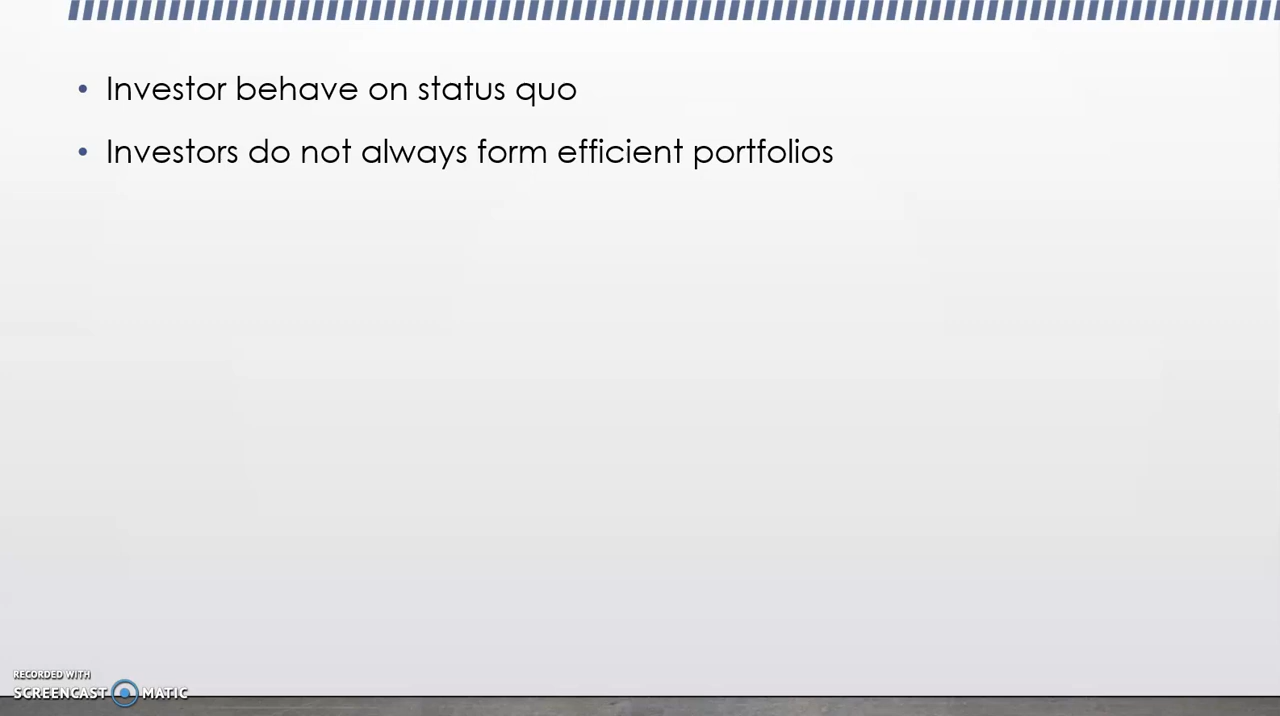 • Investor behave on status quo
• Investors do not always form efficient portfolios
RECORDED WITH
SCREENCAST MATIC